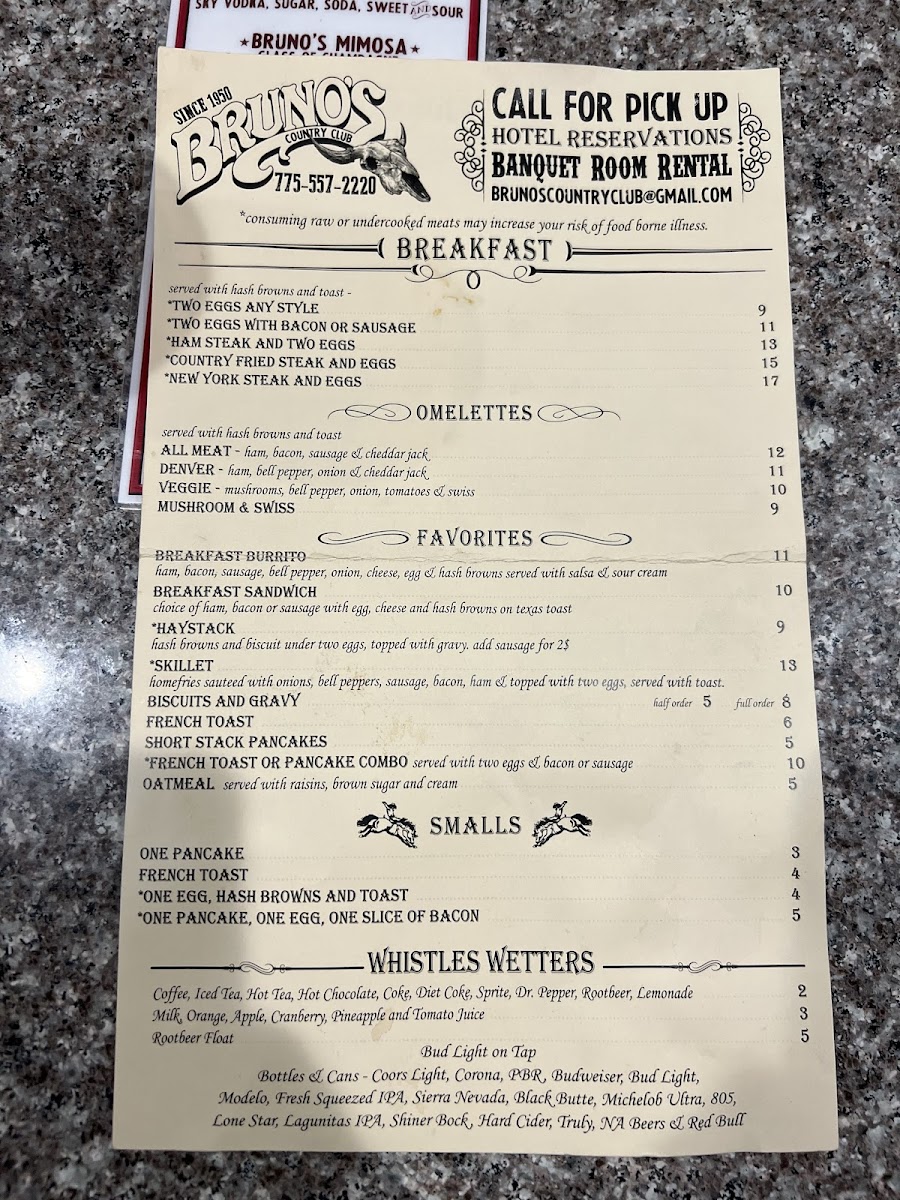 SKY VODKA, SUGAR, SODA, SWEET AND SOUR
★BRUNO'S MIMOSA★
SINCE 1950
BRUNO'S
COUNTRY CLUB
775-557-2220
CALL FOR PICK UP
HOTEL RESERVATIONS
BANQUET ROOM RENTAL
BRUNOSCOUNTRYCLUB@GMAIL.COM
*consuming raw or undercooked meats may increase your risk of food borne illness.
BREAKFAST
served with hash browns and toast -
*TWO EGGS ANY STYLE 9
*TWO EGGS WITH BACON OR SAUSAGE 11
*HAM STEAK AND TWO EGGS 13
*COUNTRY FRIED STEAK AND EGGS 15
*NEW YORK STEAK AND EGGS 17
OMELETTES
served with hash browns and toast
ALL MEAT - ham, bacon, sausage & cheddar jack 12
DENVER - ham, bell pepper, onion & cheddar jack 11
VEGGIE - mushrooms, bell pepper, onion, tomatoes & swiss 10
MUSHROOM & SWISS 9
FAVORITES
BREAKFAST BURRITO 11
ham, bacon, sausage, bell pepper, onion, cheese, egg & hash browns served with salsa & sour cream
BREAKFAST SANDWICH 10
choice of ham, bacon or sausage with egg, cheese and hash browns on texas toast
*HAYSTACK 9
hash browns and biscuit under two eggs, topped with gravy. add sausage for 2$
*SKILLET 13
homefries sauteed with onions, bell peppers, sausage, bacon, ham & topped with two eggs, served with toast.
BISCUITS AND GRAVY half order 5 full order 8
FRENCH TOAST 6
SHORT STACK PANCAKES 5
*FRENCH TOAST OR PANCAKE COMBO served with two eggs & bacon or sausage 10
OATMEAL served with raisins, brown sugar and cream 5
SMALLS
ONE PANCAKE 3
FRENCH TOAST 4
*ONE EGG, HASH BROWNS AND TOAST 4
*ONE PANCAKE, ONE EGG, ONE SLICE OF BACON 5
WHISTLES WETTERS
Coffee, Iced Tea, Hot Tea, Hot Chocolate, Coke, Diet Coke, Sprite, Dr. Pepper, Rootbeer, Lemonade 2
Milk, Orange, Apple, Cranberry, Pineapple and Tomato Juice 3
Rootbeer Float 5
Bud Light on Tap
Bottles & Cans - Coors Light, Corona, PBR, Budweiser, Bud Light,
Modelo, Fresh Squeezed IPA, Sierra Nevada, Black Butte, Michelob Ultra, 805,
Lone Star, Lagunitas IPA, Shiner Bock, Hard Cider, Truly, NA Beers & Red Bull